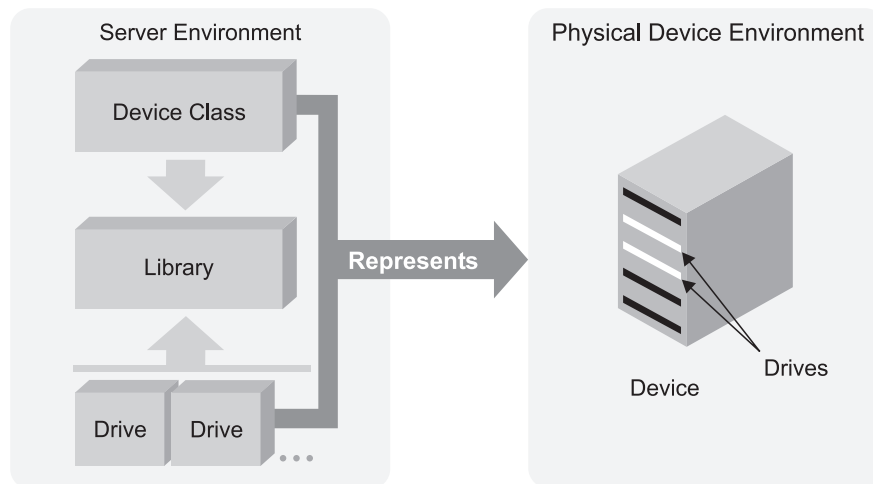 Server Environment
Device Class
Library
Drive
Drive
Represents
Physical Device Environment
Device
Drives